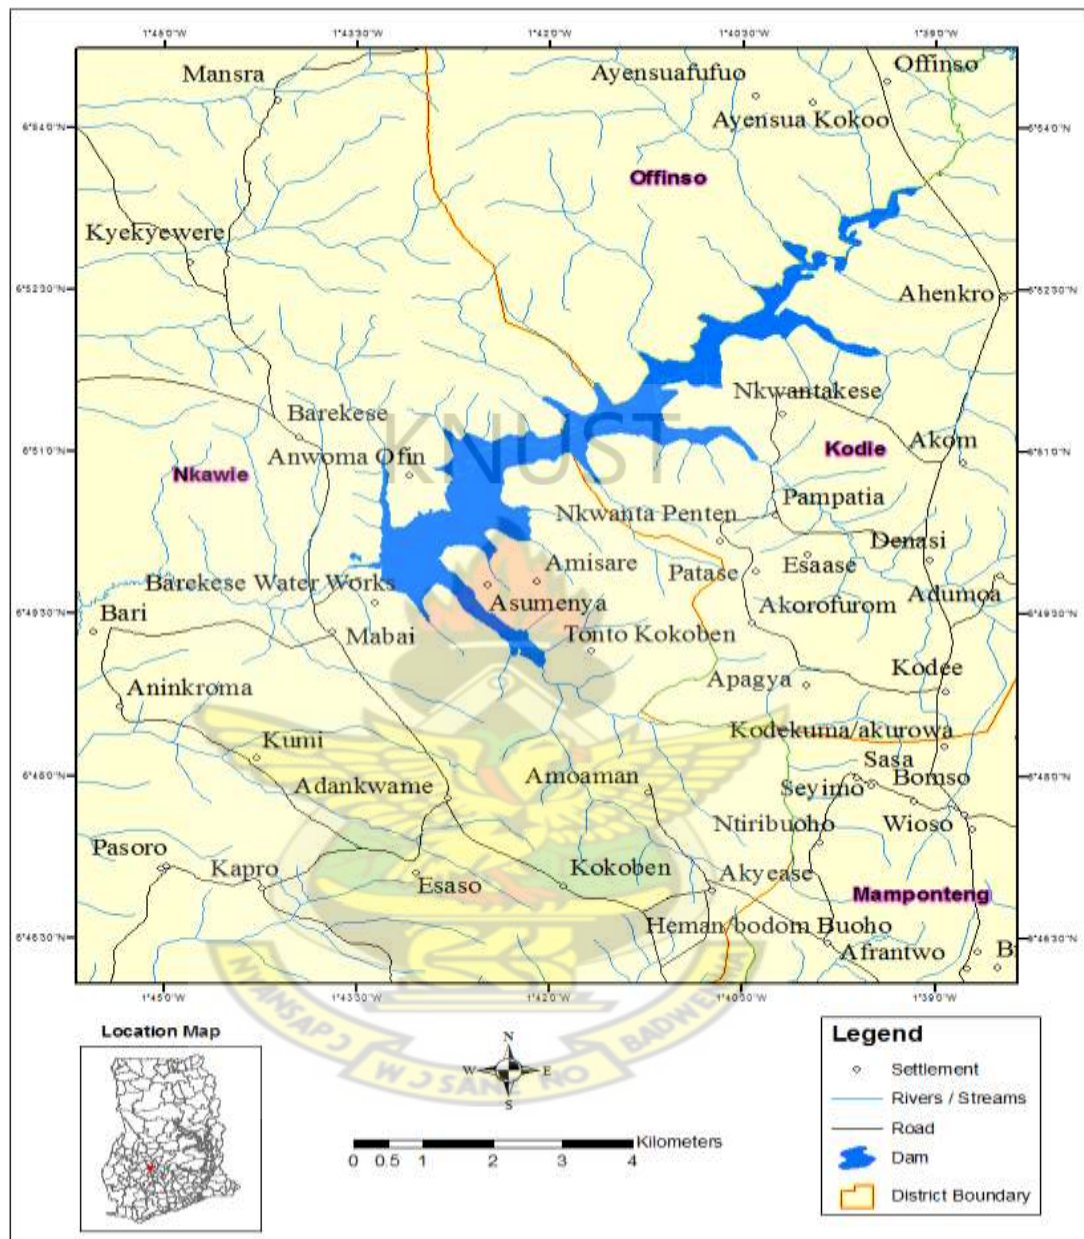 1°45'0"W 1°43'30"W 1°42'0"W 1°40'30"W 1°39'0"W
Mansra
Ayensuafufuo
Offinso
Ayensua Kokoo
6°54'0"N 6°54'0"N
Offinso
Kyekyewere
6°52'30"N 6°52'30"N
Ahenkro
Nkwantakese
Barekese
KNUST
Kodie
Akom
Anwoma Ofin
6°51'0"N 6°51'0"N
Nkawie
Pampatia
Nkwanta Penten
Denasi
Amisare
Patase
Esaase
Barekese Water Works
Asumenya
Akorofurom
Adumoa
Bari
6°49'30"N 6°49'30"N
Mabai
Tonto Kokoben
Kodee
Aninkroma
Apagya
Kodekuma/akurowa
Kumi
Sasa
6°48'0"N 6°48'0"N
Adankwame
Amoaman
Seyimo
Bomso
Ntiribuoho
Wioso
Pasoro
Kapro
Kokoben
Akyease
Esaso
Mamponteng
Heman/bodom Buoho
6°46'30"N 6°46'30"N
Afrantwo
B
1°45'0"W 1°43'30"W 1°42'0"W 1°40'30"W 1°39'0"W
NYANSAPƆ WƆSANE NO BADWENMA
Location Map
N
W E
S
Kilometers
0 0.5 1 2 3 4
Legend
Settlement
Rivers / Streams
Road
Dam
District Boundary